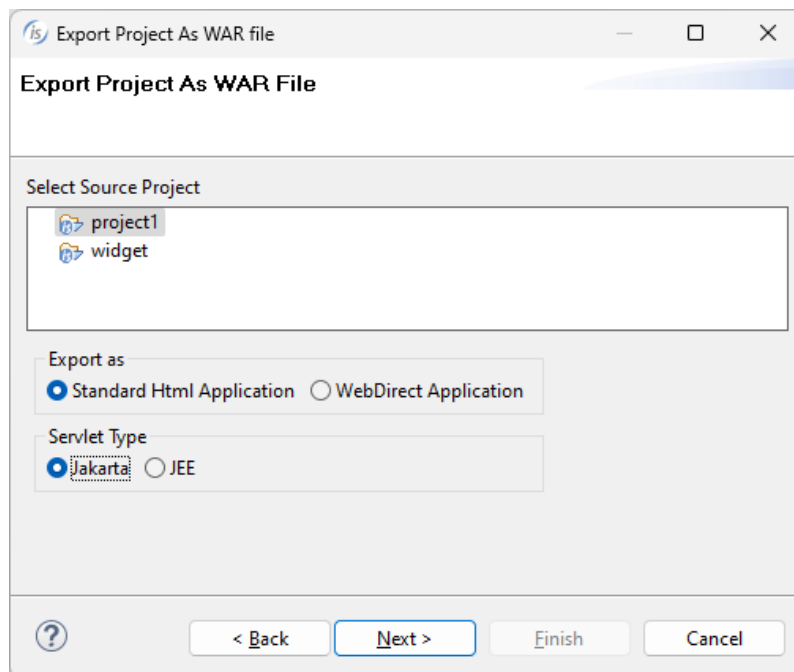 is Export Project As WAR file
Export Project As WAR File
Select Source Project
project1
widget
Export as
Standard Html Application WebDirect Application
Servlet Type
Jakarta JEE
? < Back Next > Finish Cancel